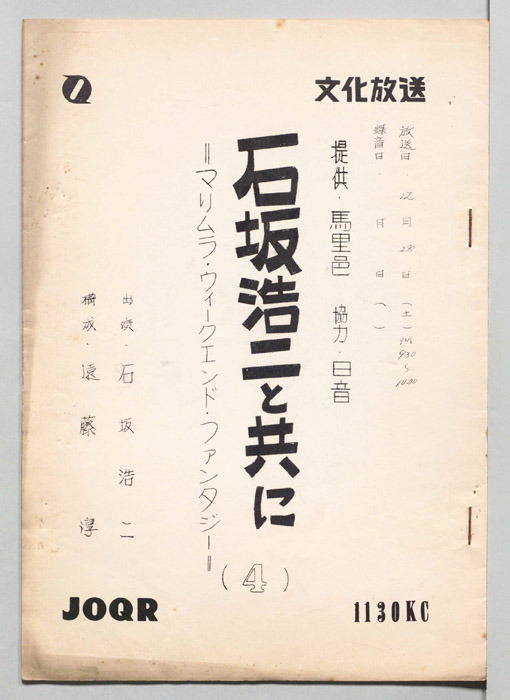 文化放送
放送日・12月28日(土)PM 9:30～10:00
録音日・ 月 日( )
提供・馬里邑 協力・日音
石坂浩二と共に
＝マリムラ・ウィークエンド・ファンタジー＝
(4)
出演・石坂浩二
構成・遠藤淳
JOQR
1130KC